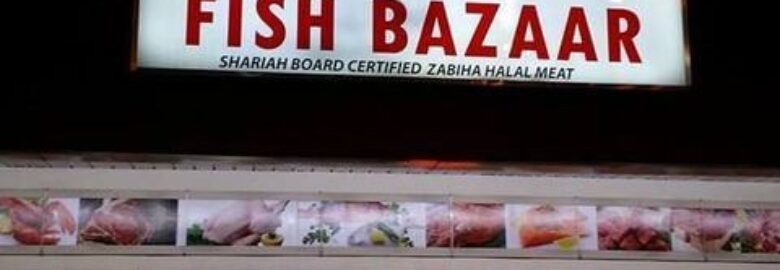 FISH BAZAAR
SHARIAH BOARD CERTIFIED ZABIHA HALAL MEAT